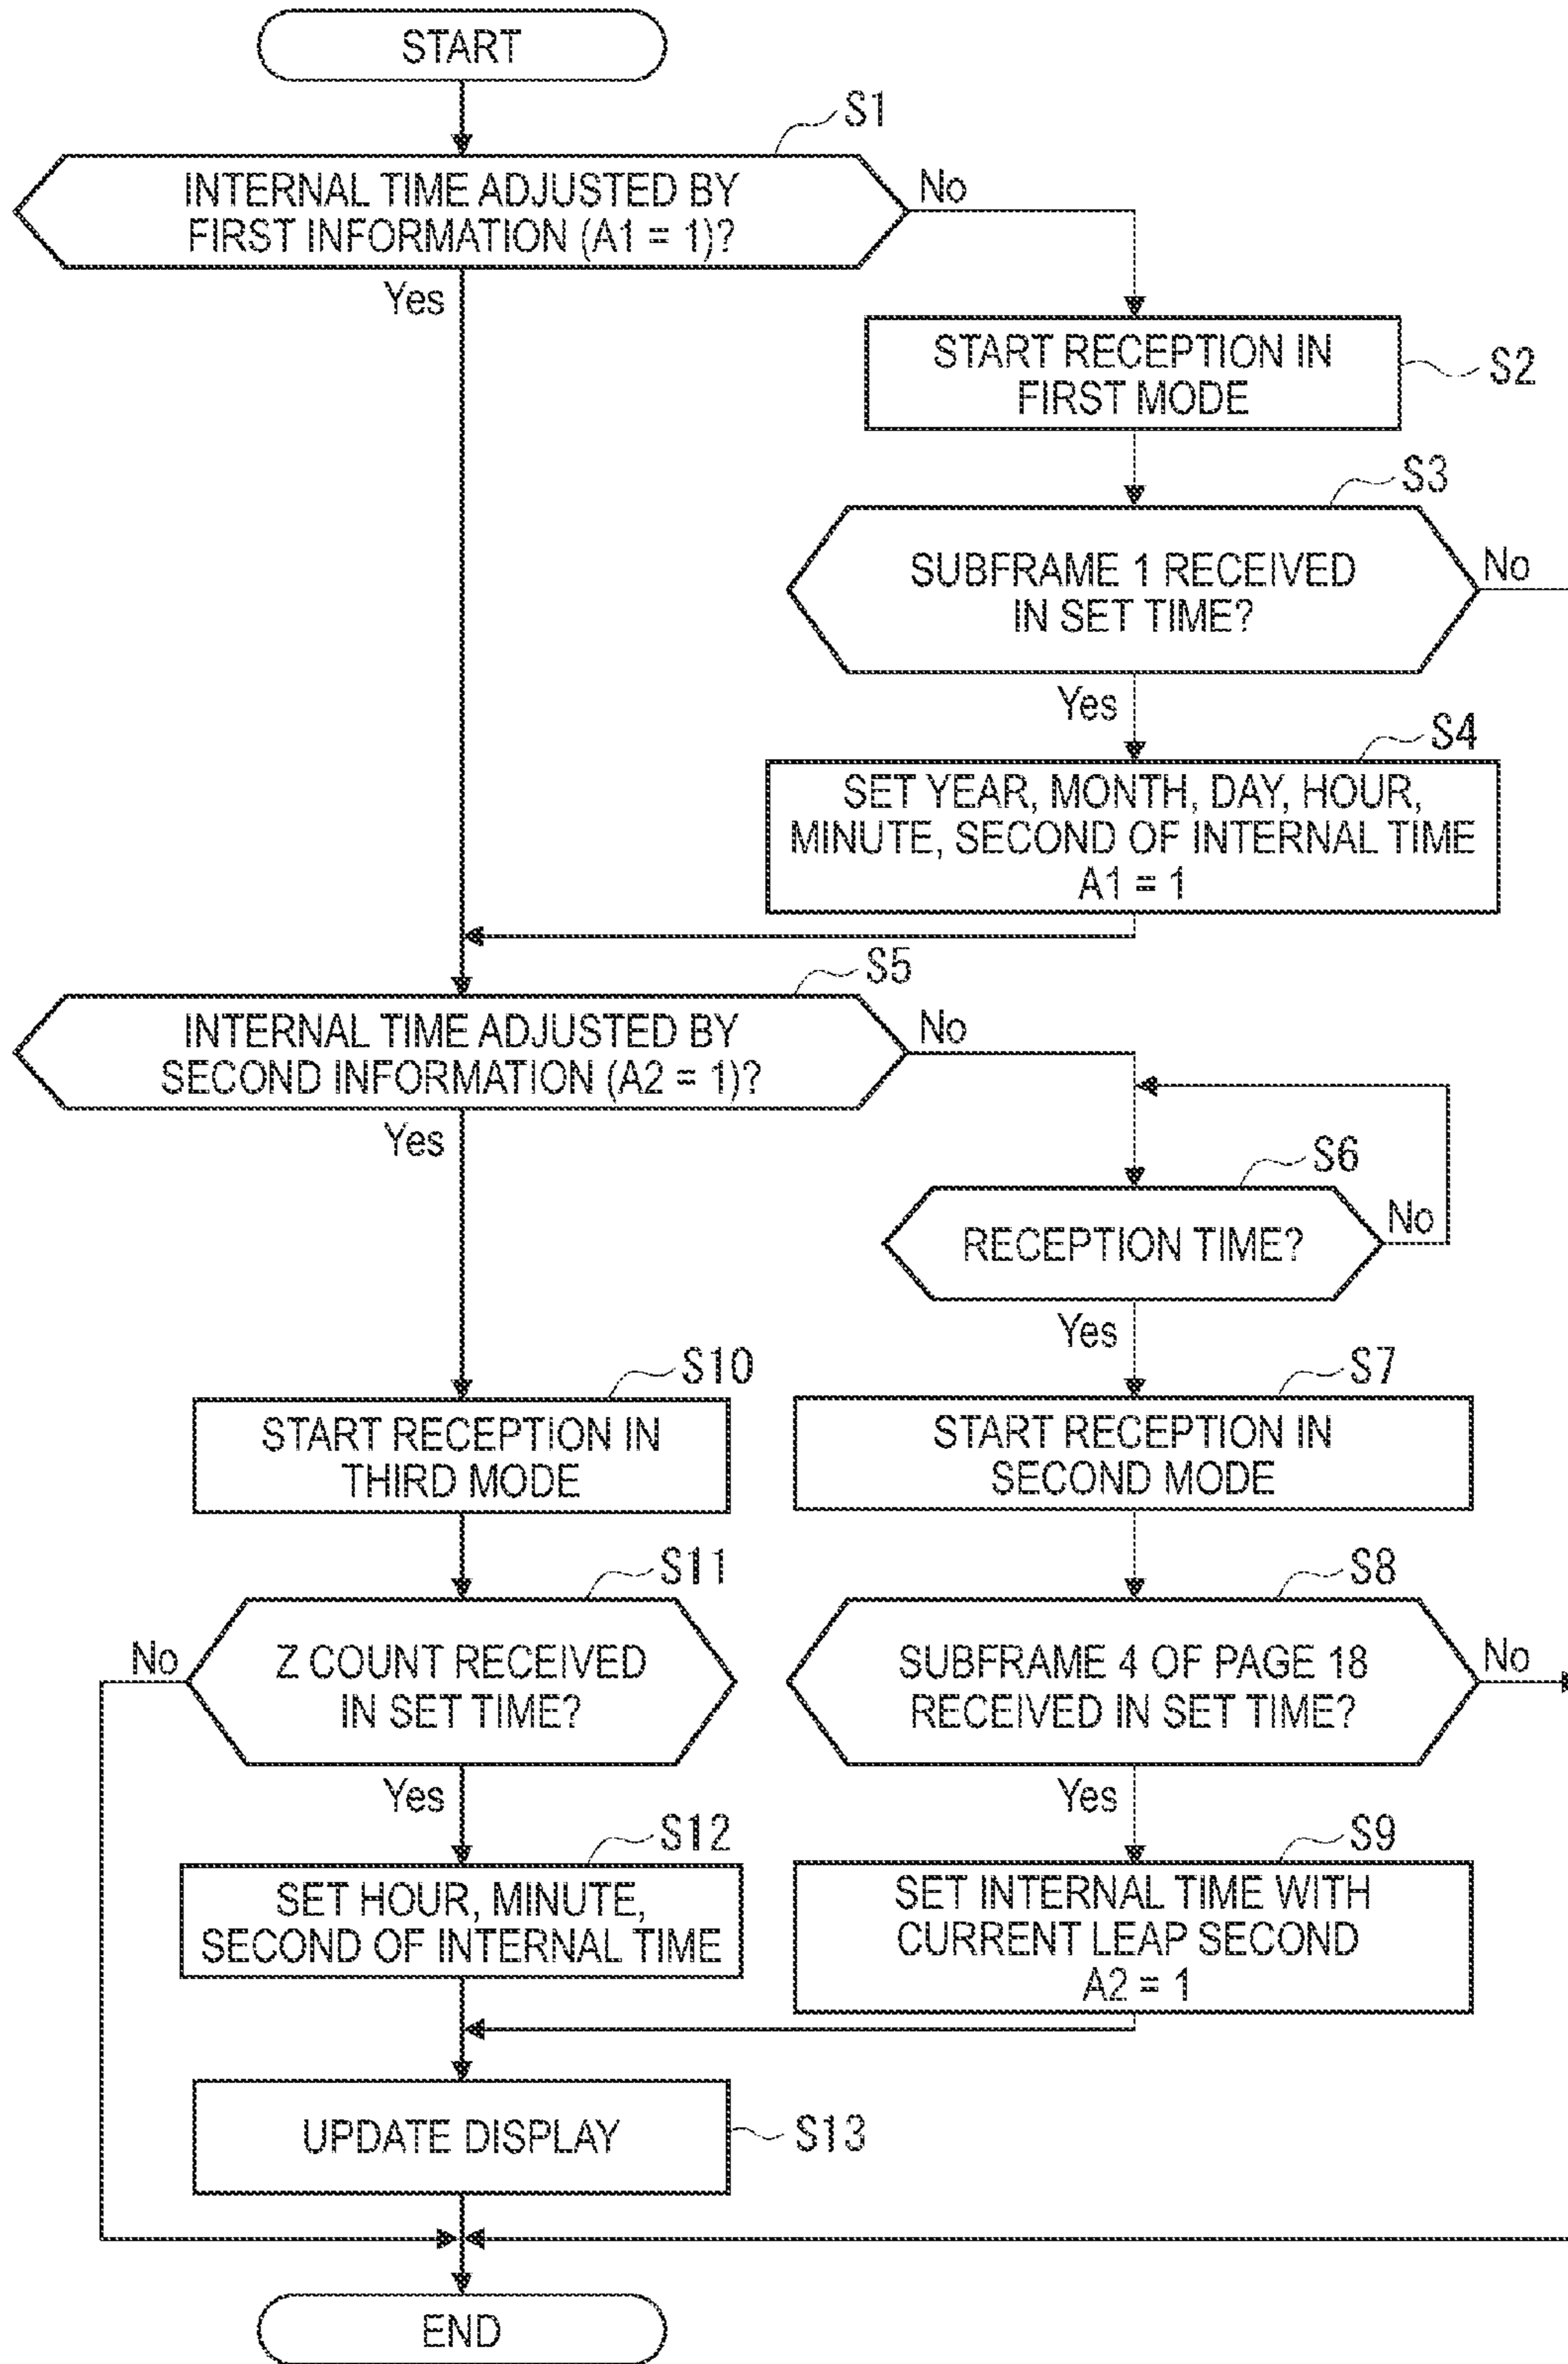 START
S1
INTERNAL TIME ADJUSTED BY
FIRST INFORMATION (A1 = 1)?
No
Yes
START RECEPTION IN
FIRST MODE
S2
S3
SUBFRAME 1 RECEIVED
IN SET TIME?
No
Yes
S4
SET YEAR, MONTH, DAY, HOUR,
MINUTE, SECOND OF INTERNAL TIME
A1 = 1
S5
INTERNAL TIME ADJUSTED BY
SECOND INFORMATION (A2 = 1)?
No
Yes
S6
RECEPTION TIME?
No
Yes
S10
START RECEPTION IN
THIRD MODE
S7
START RECEPTION IN
SECOND MODE
S11
Z COUNT RECEIVED
IN SET TIME?
No
Yes
S8
SUBFRAME 4 OF PAGE 18
RECEIVED IN SET TIME?
No
Yes
S12
SET HOUR, MINUTE,
SECOND OF INTERNAL TIME
S9
SET INTERNAL TIME WITH
CURRENT LEAP SECOND
A2 = 1
UPDATE DISPLAY
S13
END